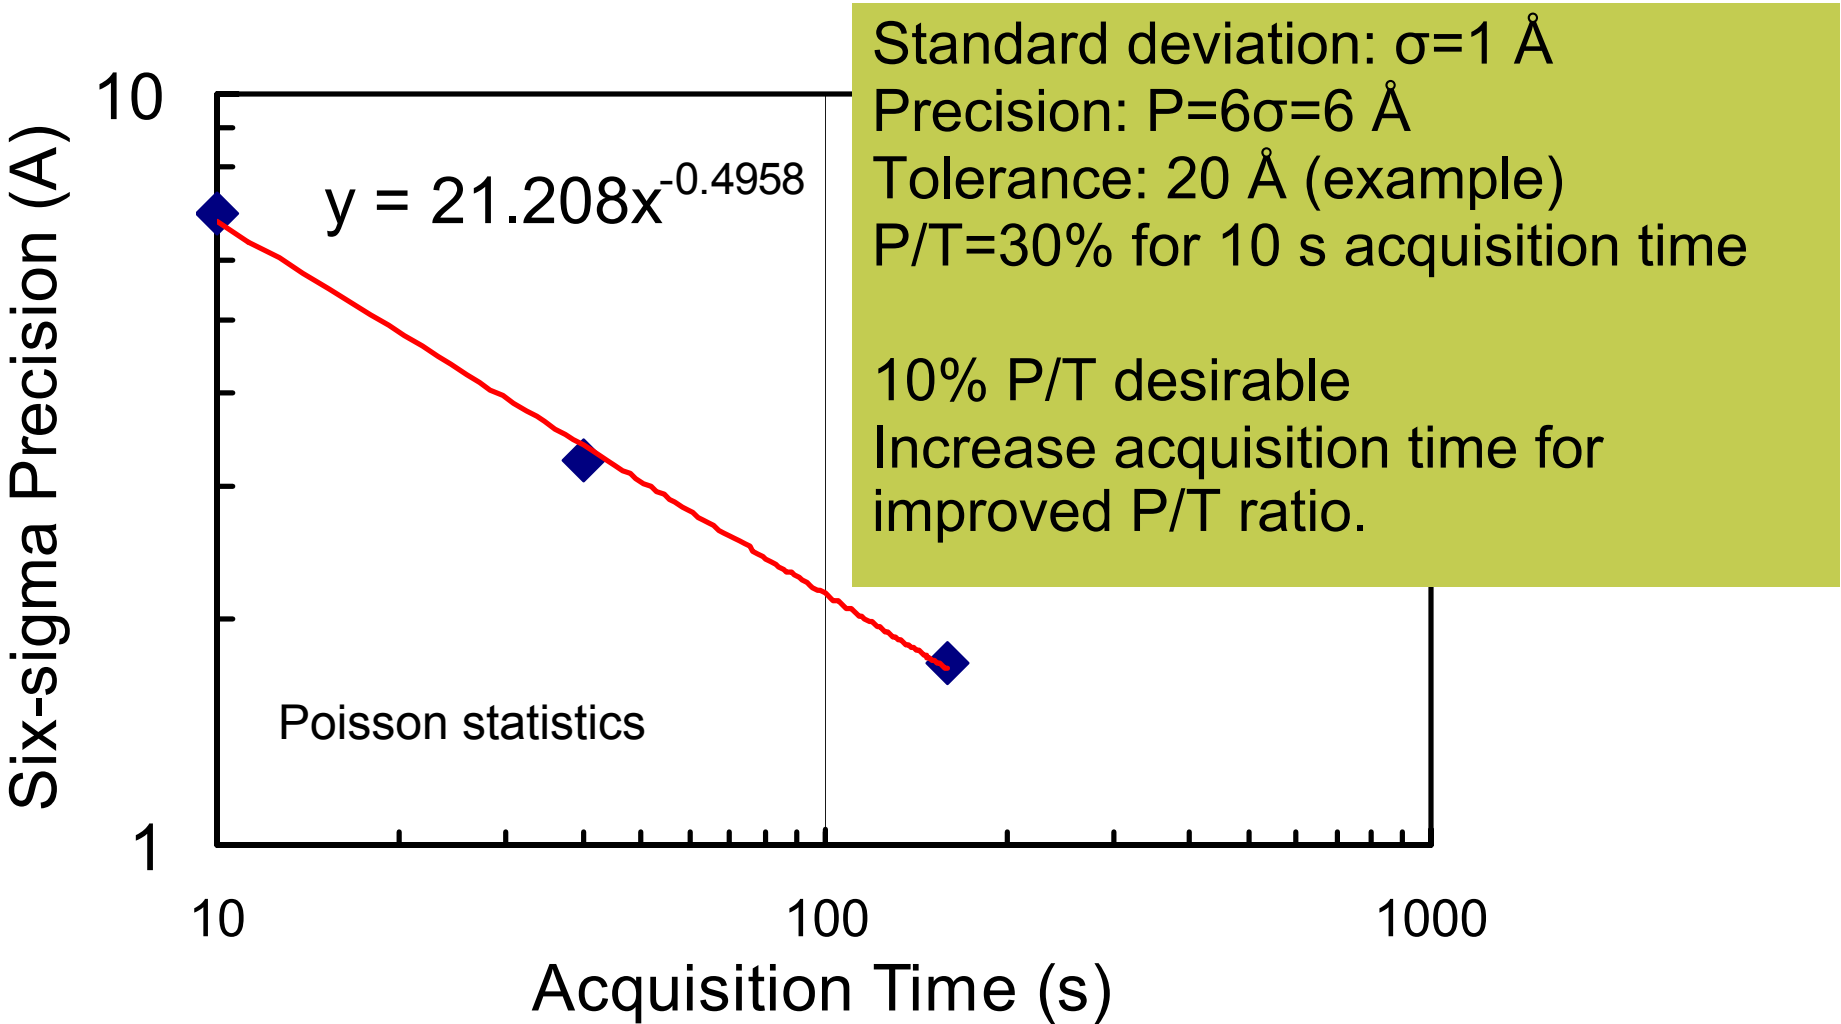 Standard deviation: σ=1 Å
Precision: P=6σ=6 Å
Tolerance: 20 Å (example)
P/T=30% for 10 s acquisition time
10% P/T desirable
Increase acquisition time for
improved P/T ratio.
10
y = 21.208x^-0.4958
Six-sigma Precision (A)
Poisson statistics
1
10
100
1000
Acquisition Time (s)